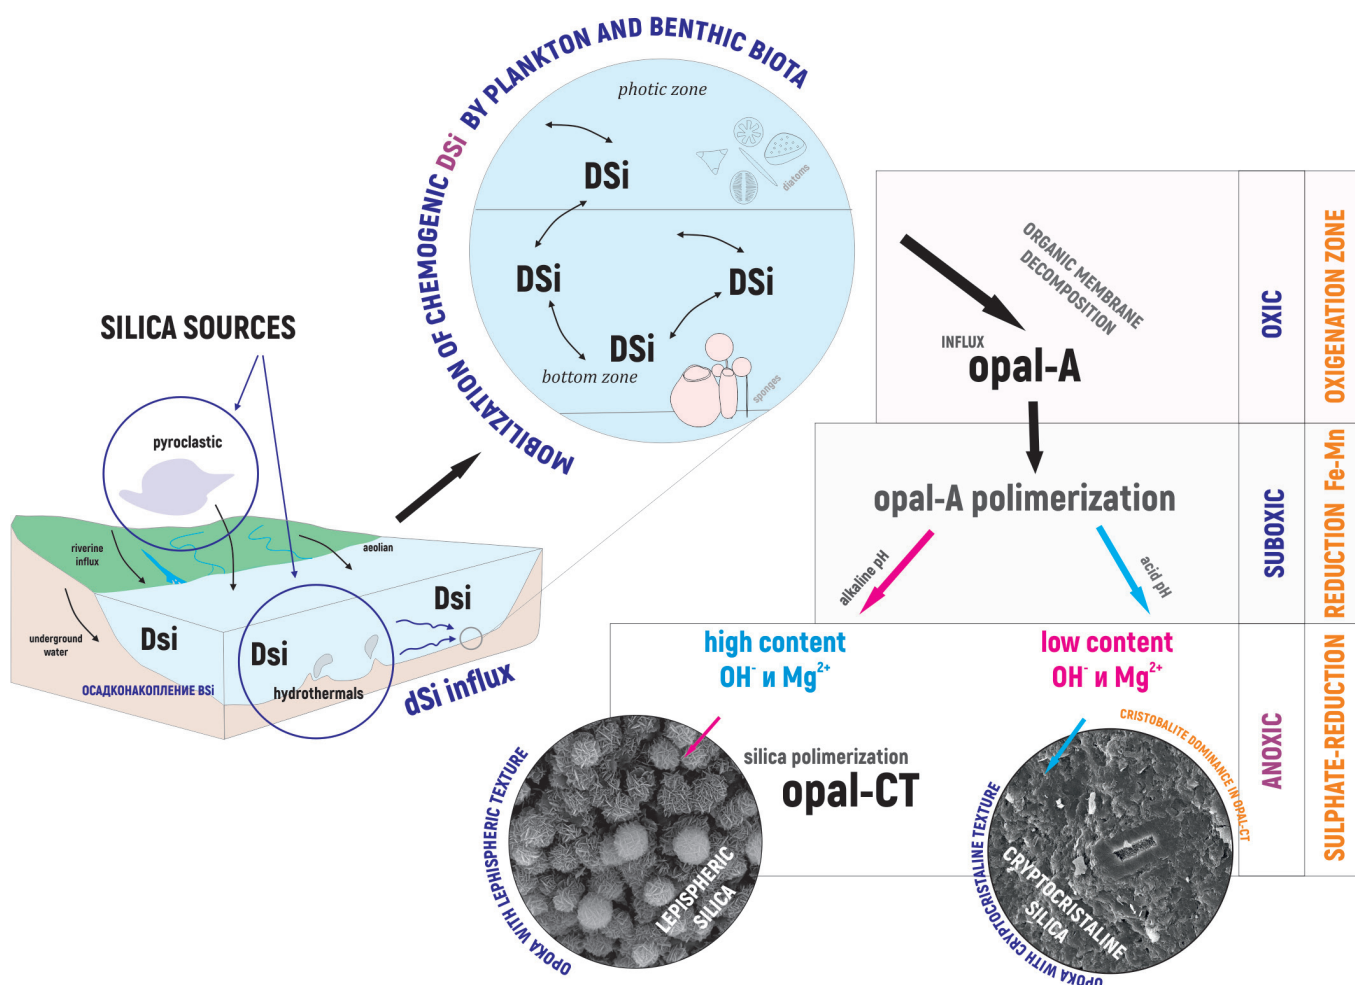 MOBILIZATION OF CHEMOGENIC DSi BY PLANKTON AND BENTHIC BIOTA
photic zone
DSi
diatoms
DSi
DSi
DSi
bottom zone
sponges
SILICA SOURCES
pyroclastic
riverine
influx
aeolian
underground
water
Dsi
Dsi
Dsi
hydrothermals
ОСАДКОНАКОПЛЕНИЕ BSi
dSi influx
ORGANIC MEMBRANE
DECOMPOSITION
INFLUX
opal-A
OXIC
OXIGENATION ZONE
opal-A polimerization
alkaline pH
acid pH
SUBOXIC
REDUCTION Fe-Mn
high content
OH⁻ и Mg²⁺
low content
OH⁻ и Mg²⁺
silica polimerization
opal-CT
ANOXIC
SULPHATE-REDUCTION
OPOKA WITH LEPHISPHERIC TEXTURE
LEPISPHERIC
SILICA
CRISTOBALITE DOMINANCE IN OPAL-CT
OPOKA WITH CRYPTOCRISTALINE TEXTURE
CRYPTOCRISTALINE
SILICA